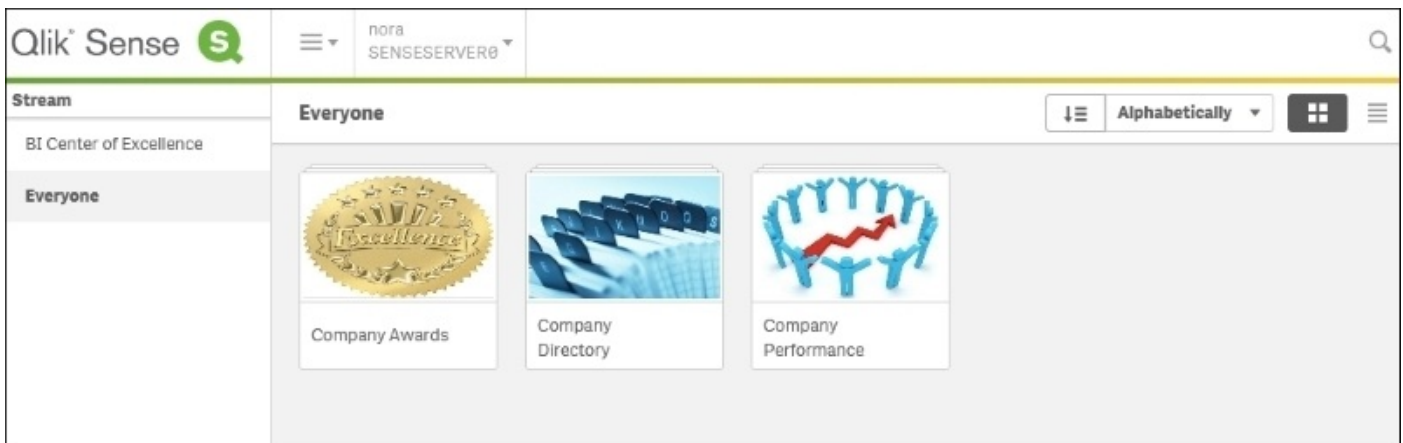 Qlik Sense
nora
SENSESERVER0
Stream
BI Center of Excellence
Everyone
Everyone
Alphabetically
Excellence
Company Awards
Company
Directory
Company
Performance